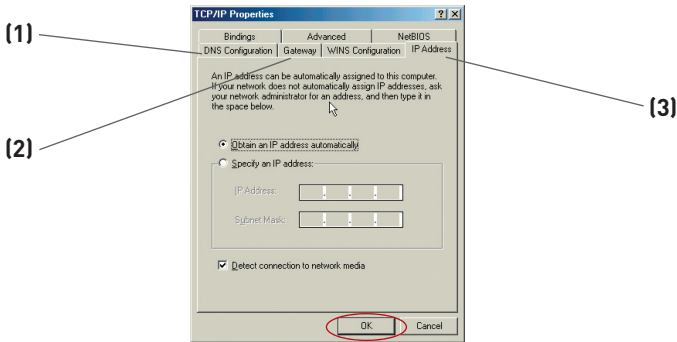 TCP/IP Properties
? X
(1)
Bindings Advanced NetBIOS
DNS Configuration Gateway WINS Configuration IP Address
An IP address can be automatically assigned to this computer.
If your network does not automatically assign IP addresses, ask
your network administrator for an address, and then type it in
the space below.
(3)
(2)
Obtain an IP address automatically
Specify an IP address:
IP Address:
. . .
Subnet Mask:
. . .
Detect connection to network media
OK Cancel